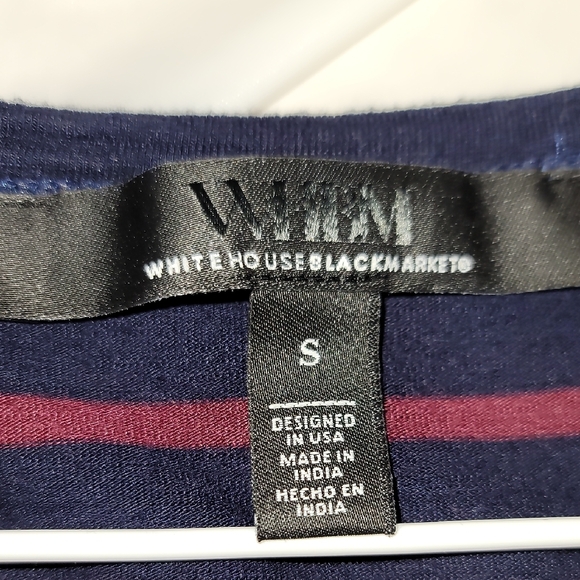 WHBM
WHITE HOUSE BLACK MARKET®
S
DESIGNED
IN USA
MADE IN
INDIA
HECHO EN
INDIA